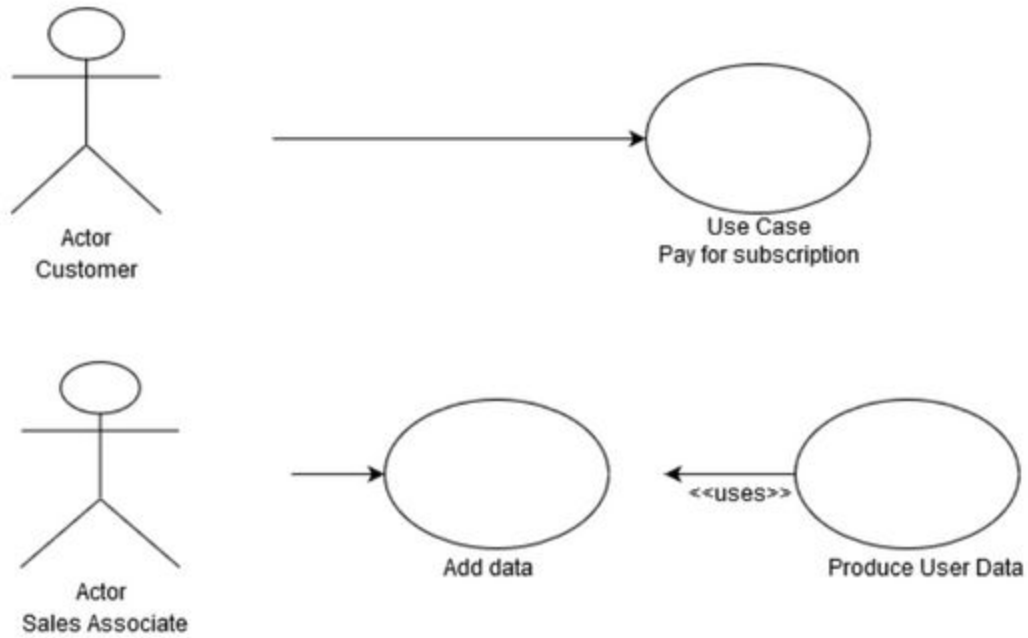 Actor
Customer
Use Case
Pay for subscription
<<uses>>
Add data
Produce User Data
Actor
Sales Associate